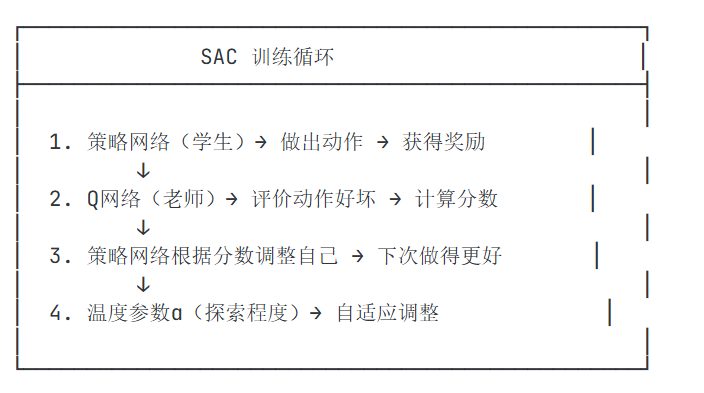 SAC 训练循环
1. 策略网络（学生）→ 做出动作 → 获得奖励
↓
2. Q网络（老师）→ 评价动作好坏 → 计算分数
↓
3. 策略网络根据分数调整自己 → 下次做得更好
↓
4. 温度参数α（探索程度）→ 自适应调整